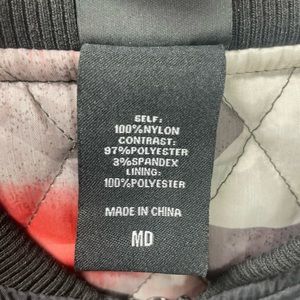 SELF:
100%NYLON
CONTRAST:
97%POLYESTER
3%SPANDEX
LINING:
100%POLYESTER
MADE IN CHINA
MD